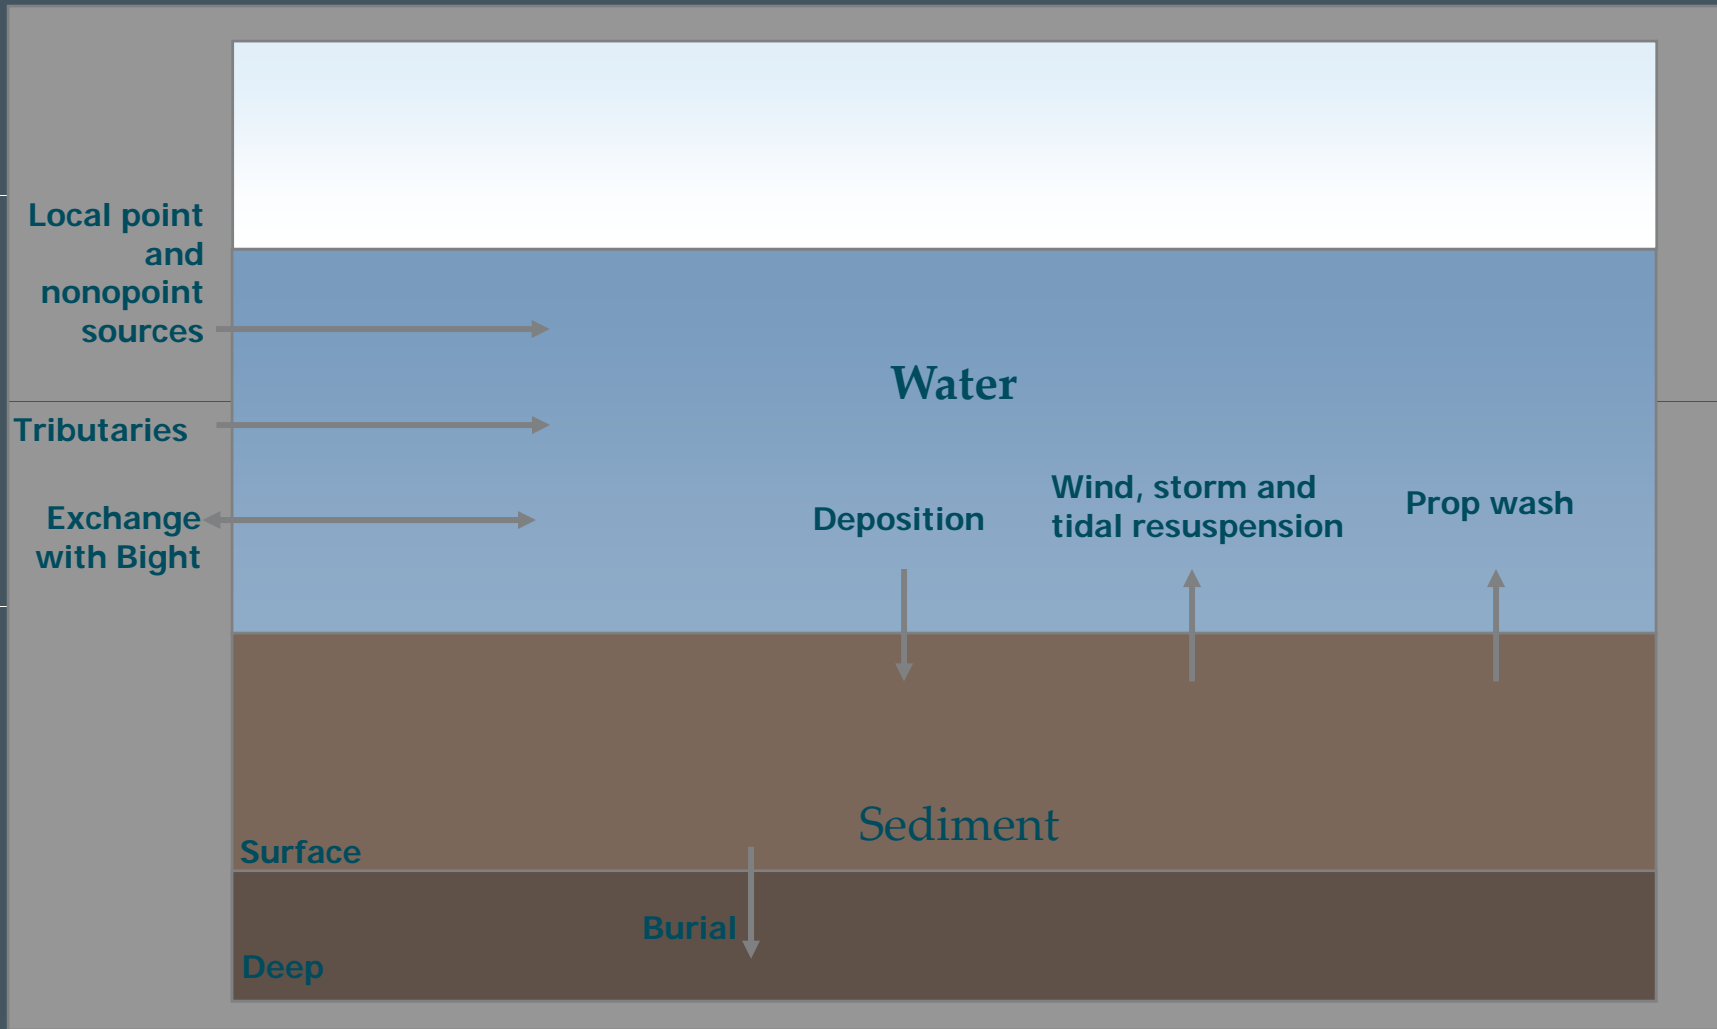 Local point
and
nonopoint
sources
Water
Tributaries
Wind, storm and
tidal resuspension
Prop wash
Exchange
with Bight
Deposition
Sediment
Surface
Burial
Deep